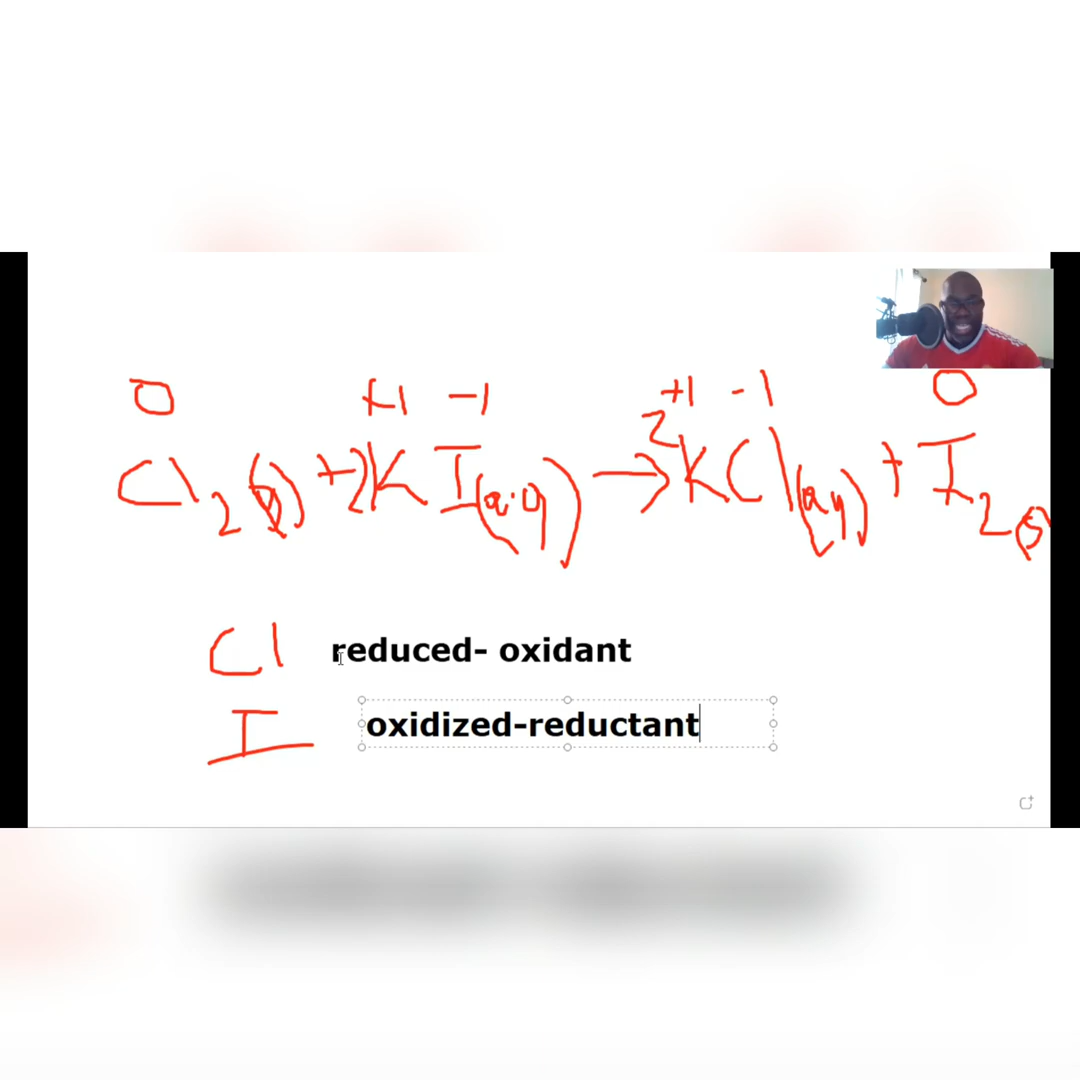 0 +1 -1 +1 -1 0
Cl2(g) + 2KI(aq) → 2KCl(aq) + I2(s)
Cl reduced- oxidant
I oxidized-reductant